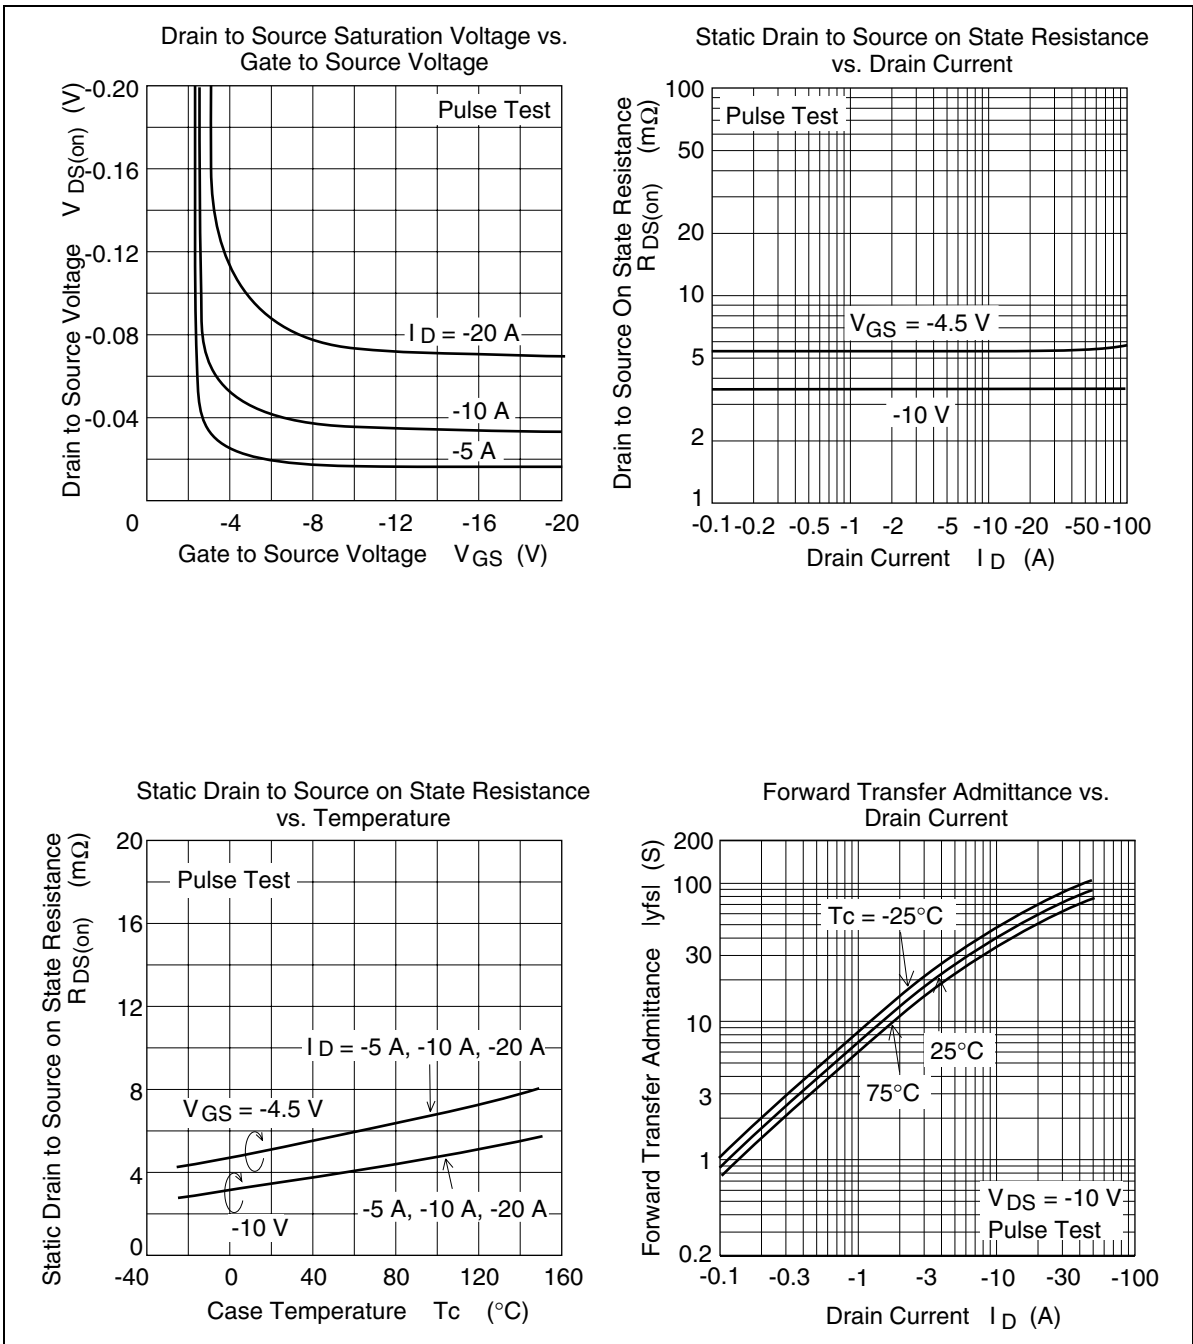 Drain to Source Saturation Voltage vs.
Gate to Source Voltage
Drain to Source Voltage V DS(on) (V)
-0.20
-0.16
-0.12
-0.08
-0.04
Pulse Test
I D = -20 A
-10 A
-5 A
0 -4 -8 -12 -16 -20
Gate to Source Voltage VGS (V)
Static Drain to Source on State Resistance
vs. Drain Current
Drain to Source On State Resistance
R DS(on) (mΩ)
100
50
20
10
5
2
1
Pulse Test
VGS = -4.5 V
-10 V
-0.1 -0.2 -0.5 -1 -2 -5 -10 -20 -50 -100
Drain Current I D (A)
Static Drain to Source on State Resistance
vs. Temperature
Static Drain to Source on State Resistance
R DS(on) (mΩ)
20
16
12
8
4
0
Pulse Test
I D = -5 A, -10 A, -20 A
VGS = -4.5 V
-5 A, -10 A, -20 A
-10 V
-40 0 40 80 120 160
Case Temperature Tc (°C)
Forward Transfer Admittance vs.
Drain Current
Forward Transfer Admittance |yfs| (S)
200
100
30
10
3
1
0.2
Tc = -25°C
25°C
75°C
V DS = -10 V
Pulse Test
-0.1 -0.3 -1 -3 -10 -30 -100
Drain Current I D (A)